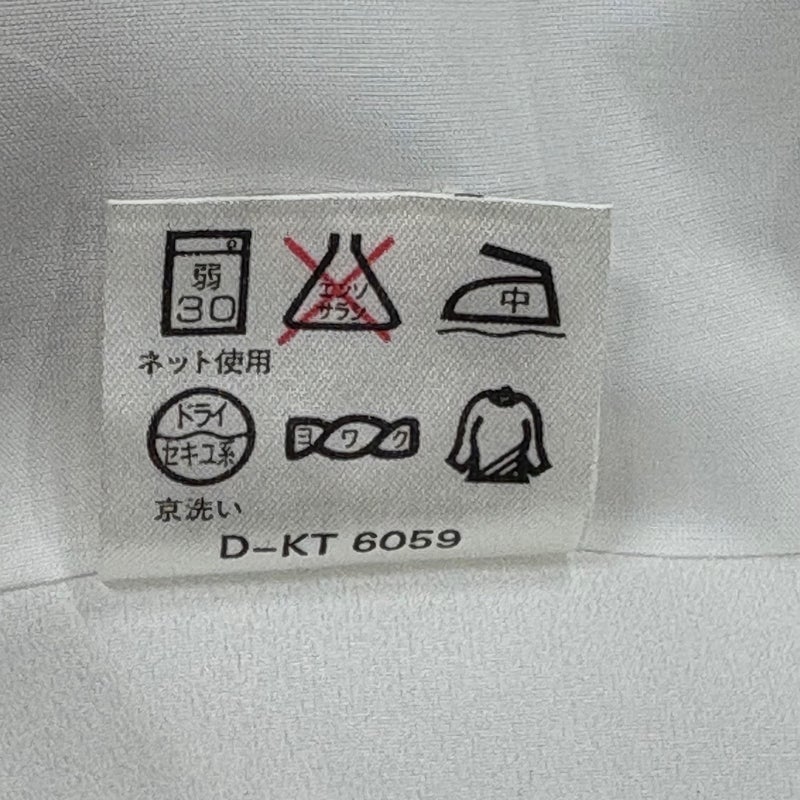 弱
30
エンソ
サラシ
中
ネット使用
ドライ
セキユ系
ヨワク
京洗い
D-KT 6059